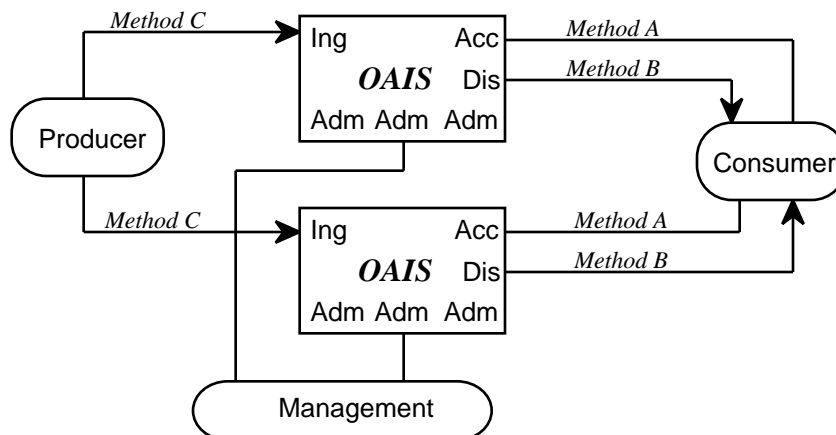 Method C
Ing Acc Method A
OAIS Dis Method B
Adm Adm Adm
Producer
Consumer
Method C
Ing Acc Method A
OAIS Dis Method B
Adm Adm Adm
Management